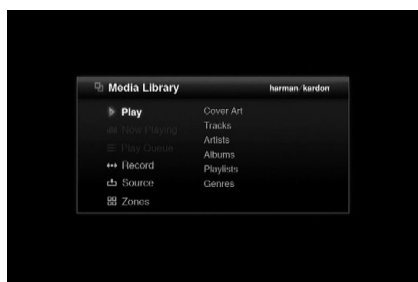 Media Library
harman/kardon
Play
Now Playing
Play Queue
Record
Source
Zones
Cover Art
Tracks
Artists
Albums
Playlists
Genres